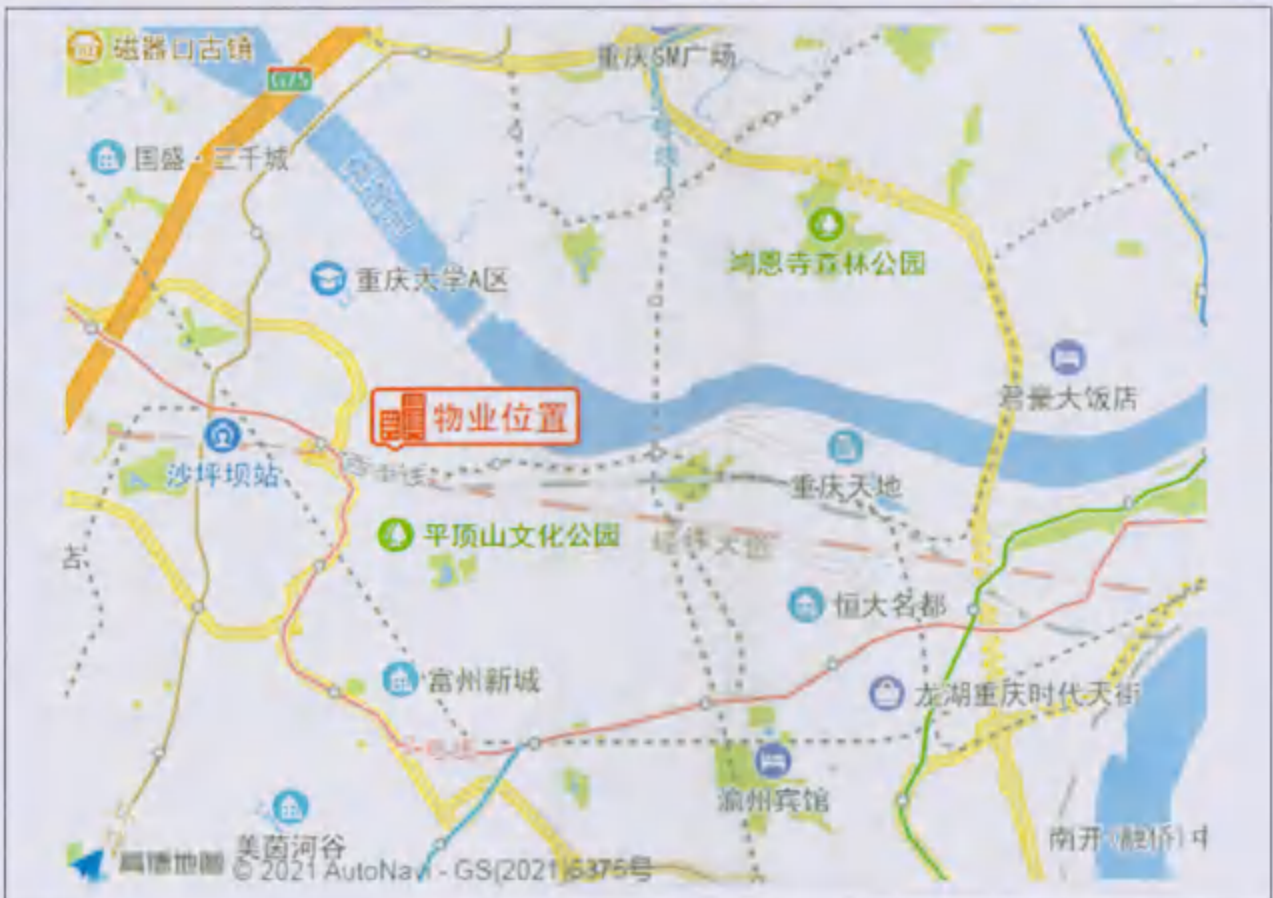 磁器口古镇
重庆SM广场
G75
国盛·三千城
鸿恩寺森林公园
重庆大学A区
君豪大饭店
物业位置
沙坪坝站
重庆天地
平顶山文化公园
恒大名都
富州新城
龙湖重庆时代天街
渝州宾馆
美茵河谷
南开(融侨)中
高德地图 © 2021 AutoNavi - GS(2021)6375号